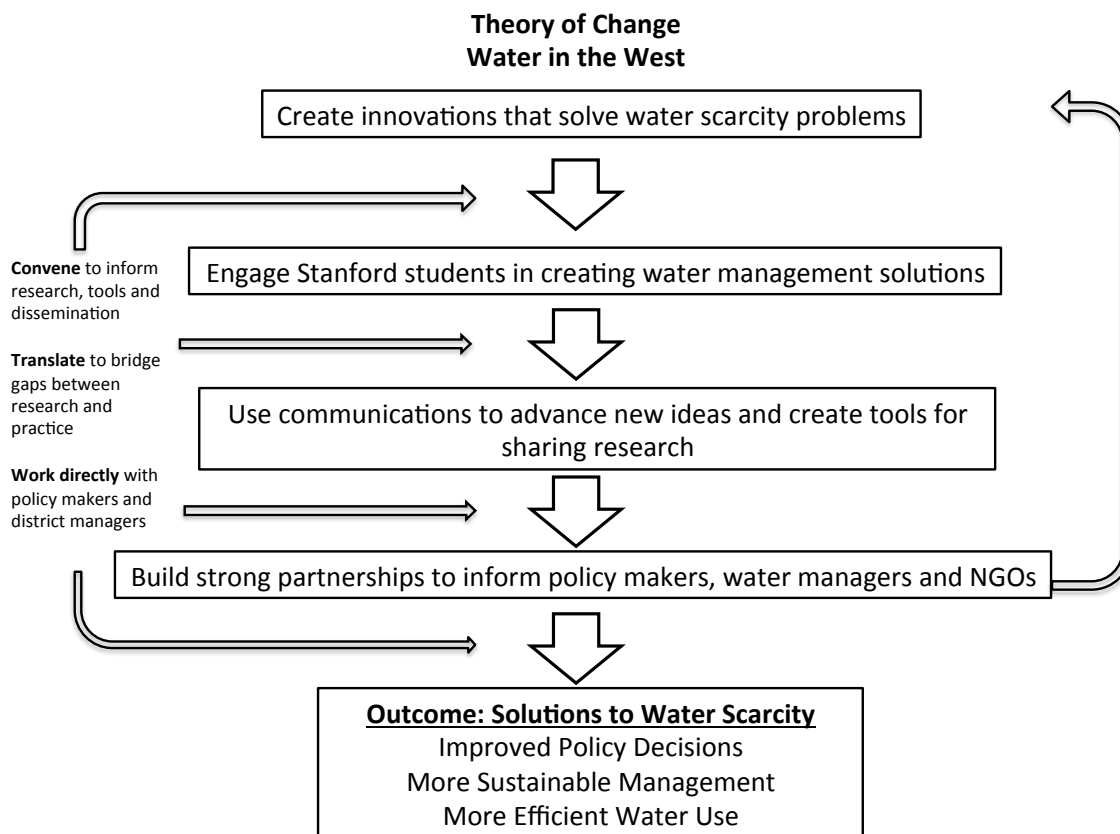 Theory of Change
Water in the West
Create innovations that solve water scarcity problems
Engage Stanford students in creating water management solutions
Convene to inform
research, tools and
dissemination
Translate to bridge
gaps between
research and
practice
Use communications to advance new ideas and create tools for
sharing research
Work directly with
policy makers and
district managers
Build strong partnerships to inform policy makers, water managers and NGOs
Outcome: Solutions to Water Scarcity
Improved Policy Decisions
More Sustainable Management
More Efficient Water Use